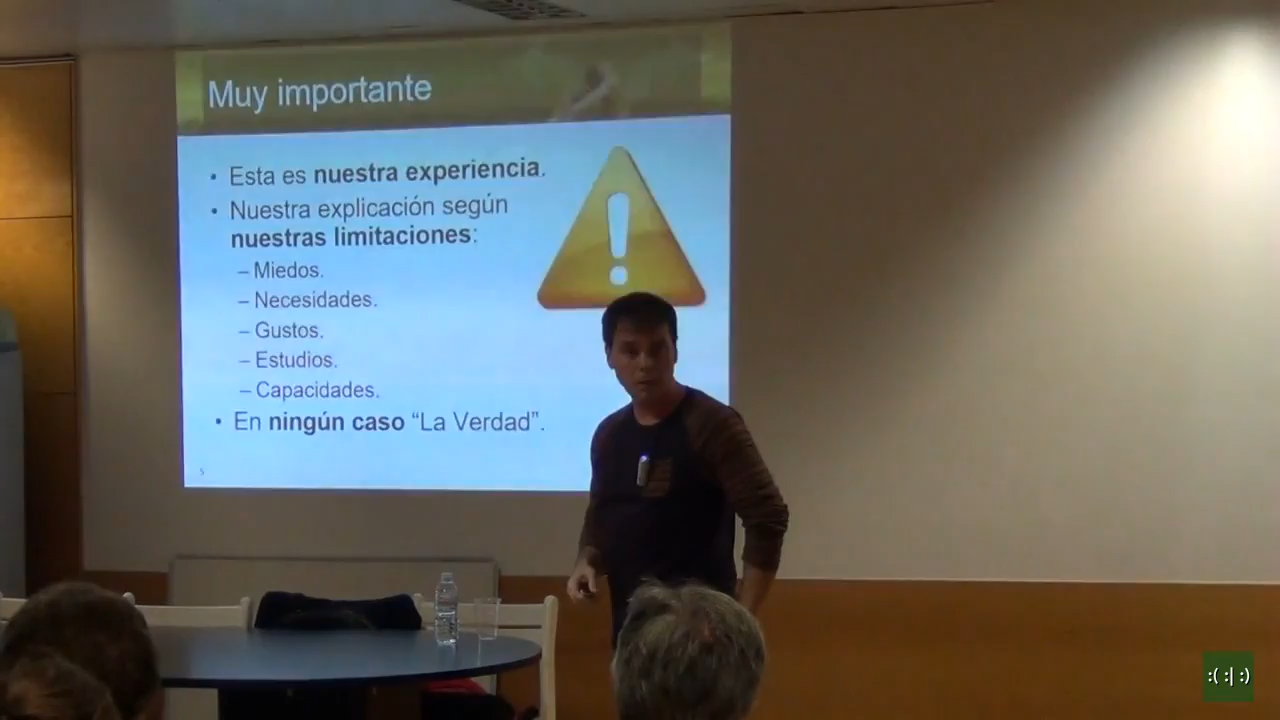 Muy importante
• Esta es nuestra experiencia.
• Nuestra explicación según
nuestras limitaciones:
– Miedos.
– Necesidades.
– Gustos.
– Estudios.
– Capacidades.
• En ningún caso “La Verdad”.
5
:( :| :)